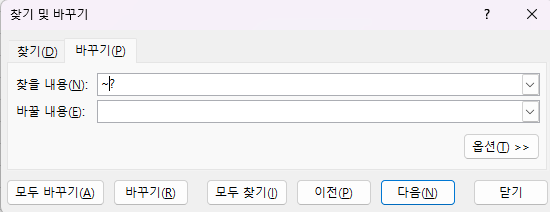 찾기 및 바꾸기 ?
찾기(D) 바꾸기(P)
찾을 내용(N): ~?
바꿀 내용(E):
옵션(T) >>
모두 바꾸기(A) 바꾸기(R) 모두 찾기(I) 이전(P) 다음(N) 닫기